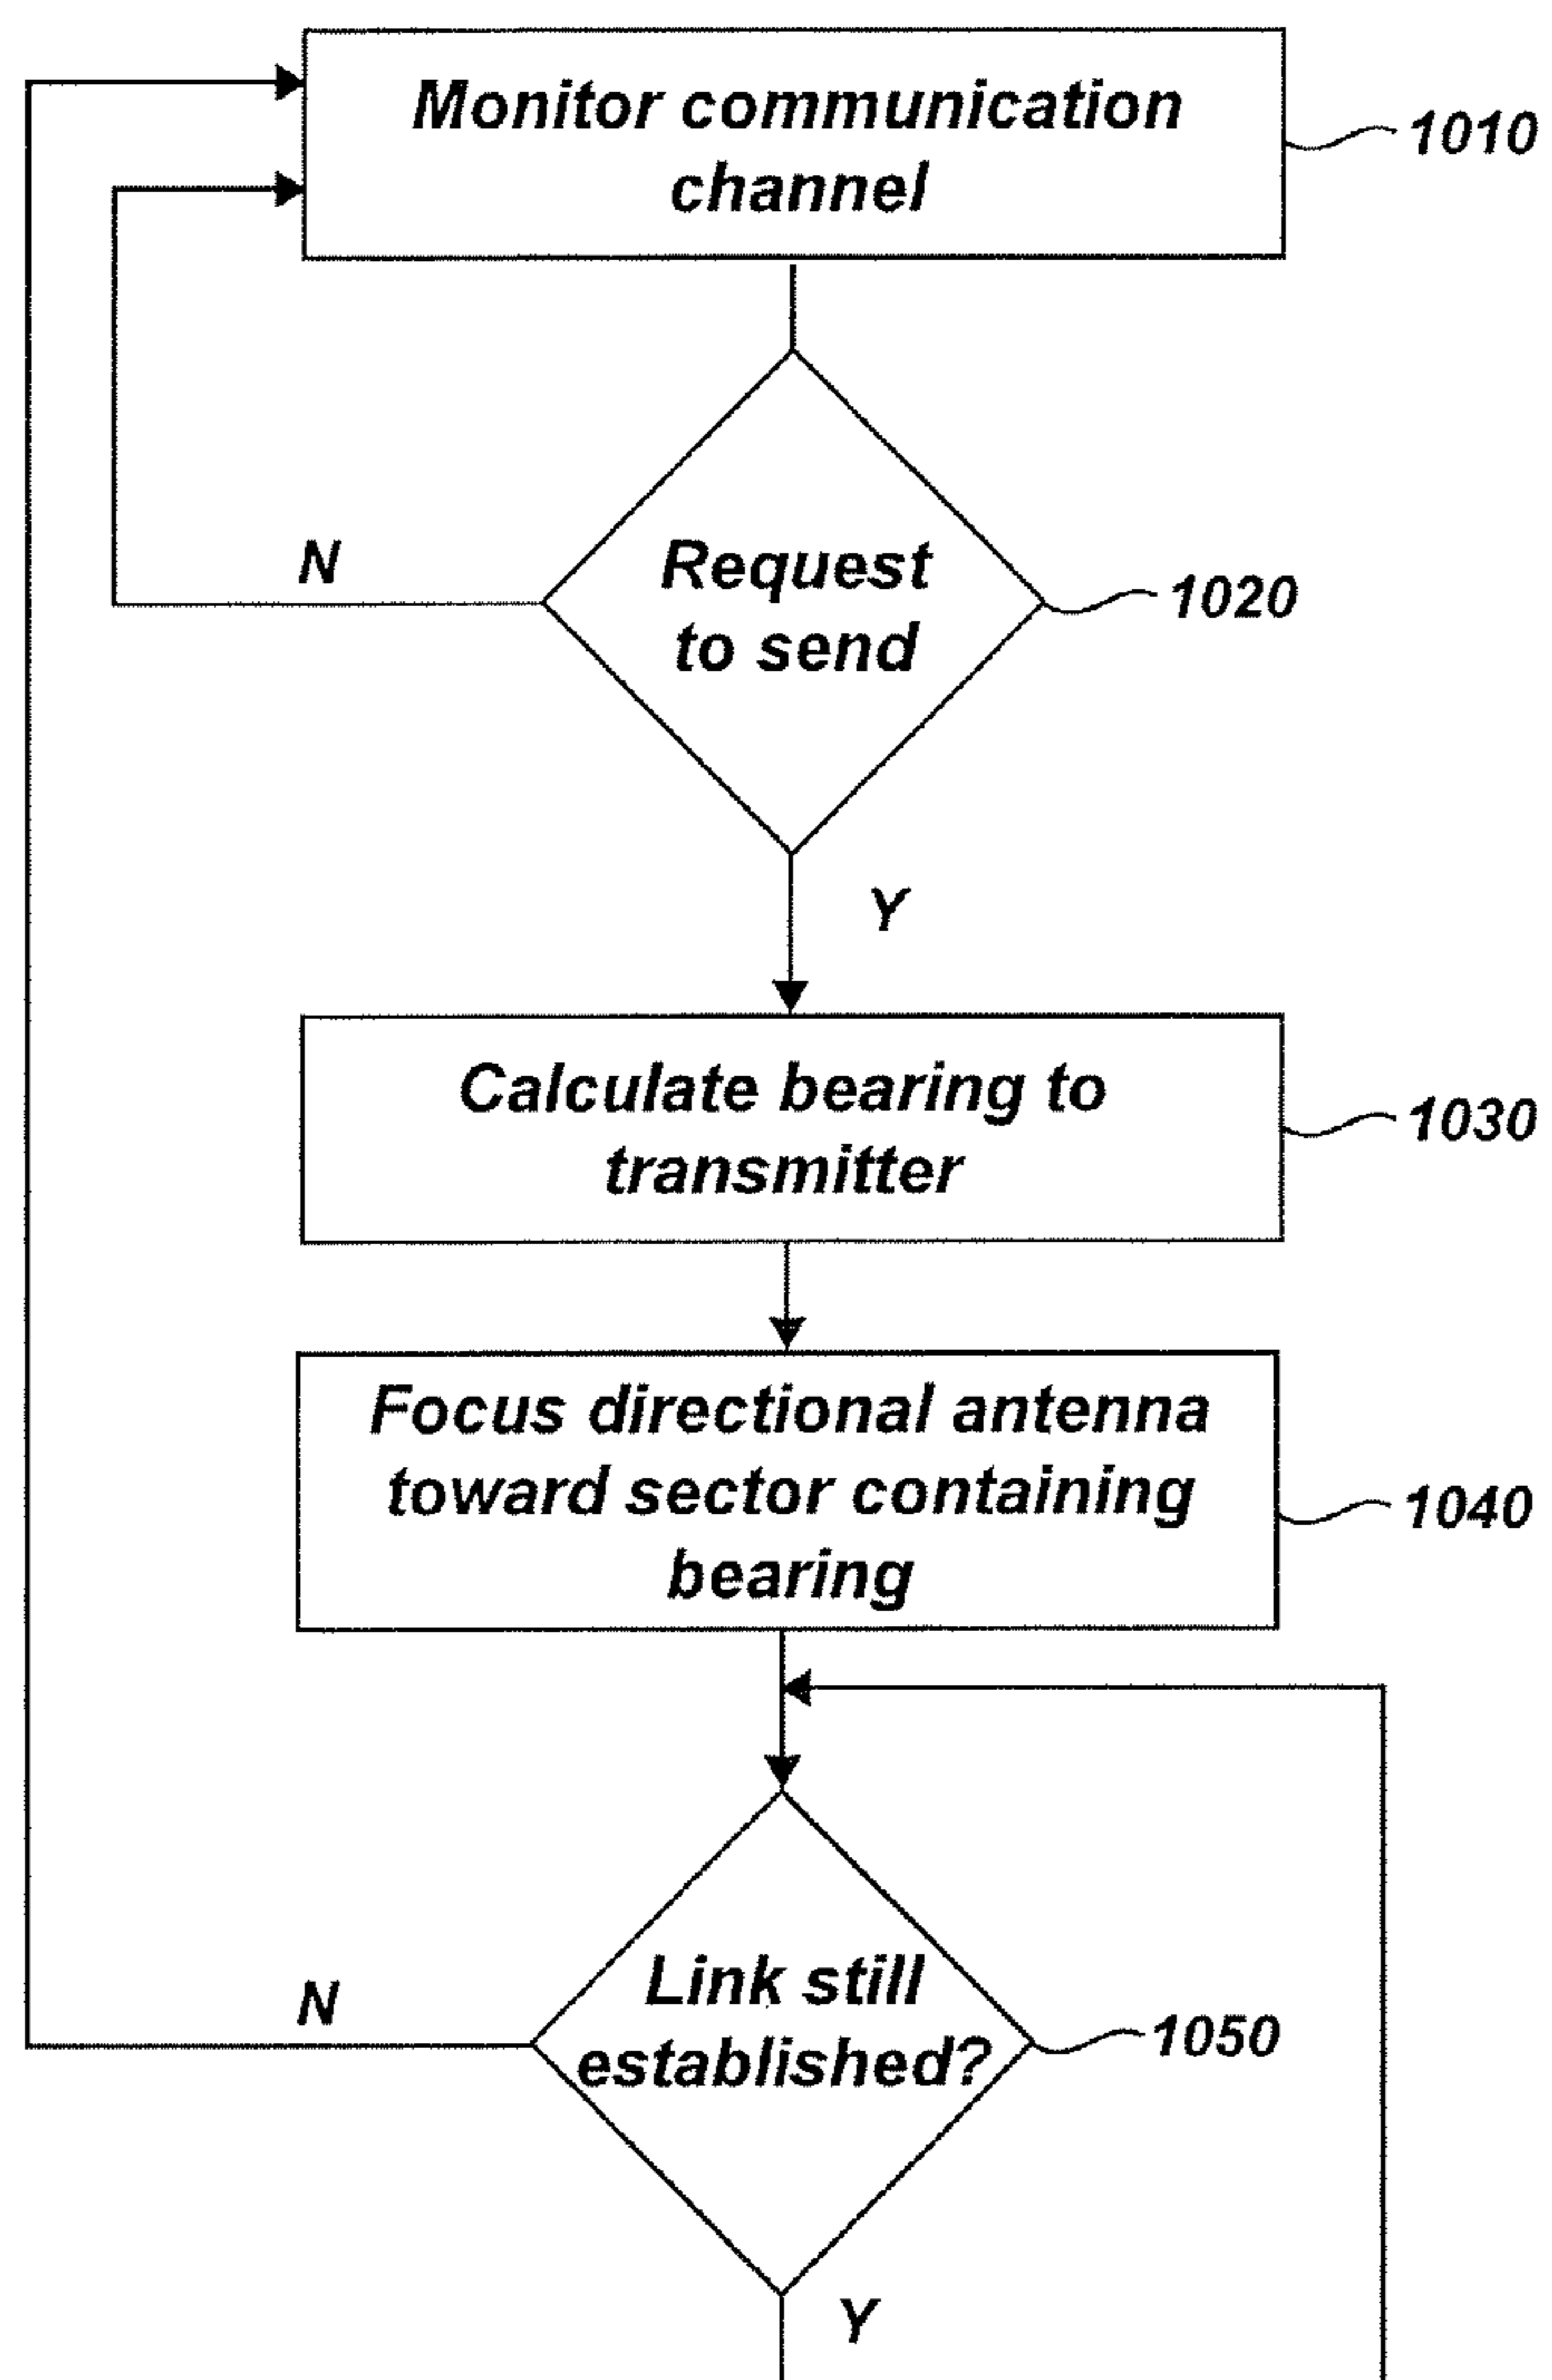 Monitor communication
channel
1010
N
Request
to send
1020
Y
Calculate bearing to
transmitter
1030
Focus directional antenna
toward sector containing
bearing
1040
N
Link still
established?
1050
Y